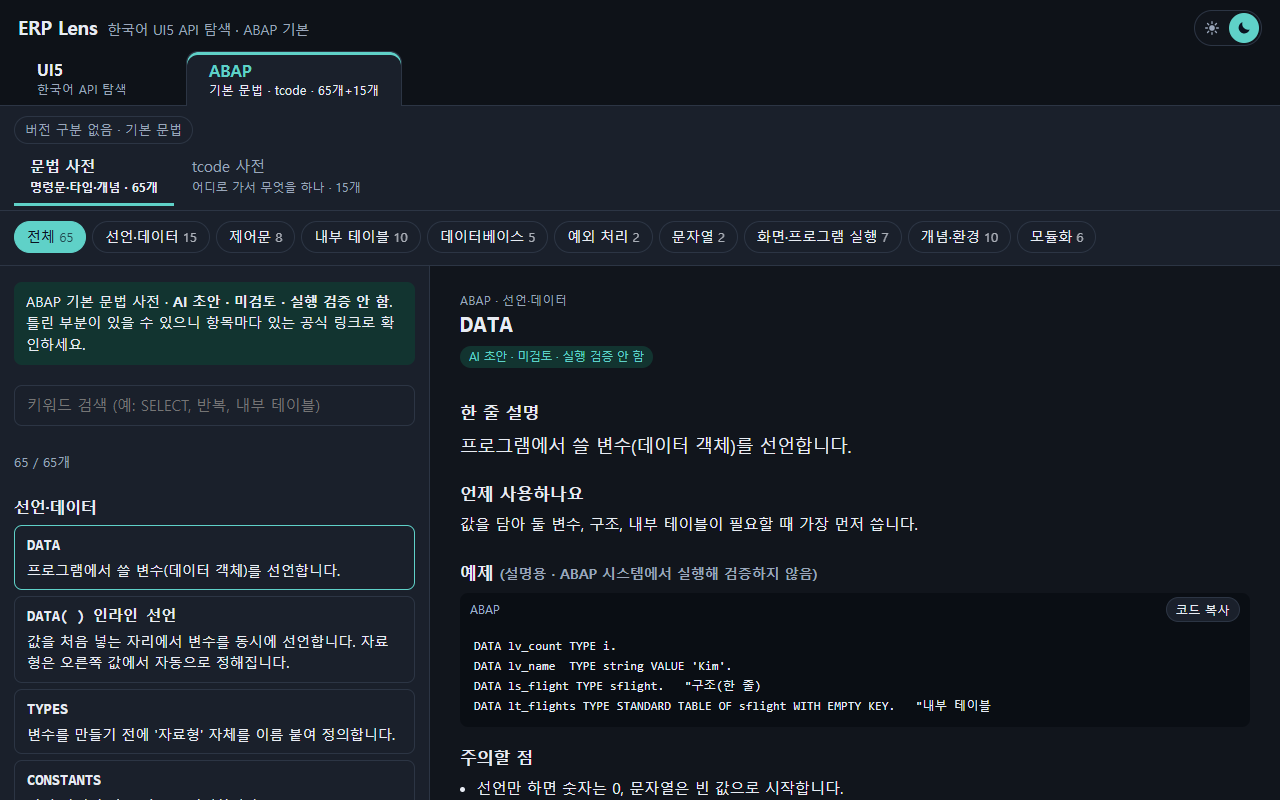 ERP Lens 한국어 UI5 API 탐색 · ABAP 기본
UI5
한국어 API 탐색
ABAP
기본 문법 · tcode · 65개+15개
버전 구분 없음 · 기본 문법
문법 사전
명령문·타입·개념 · 65개
tcode 사전
어디로 가서 무엇을 하나 · 15개
전체 65
선언·데이터 15
제어문 8
내부 테이블 10
데이터베이스 5
예외 처리 2
문자열 2
화면·프로그램 실행 7
개념·환경 10
모듈화 6
ABAP 기본 문법 사전 · AI 초안 · 미검토 · 실행 검증 안 함.
틀린 부분이 있을 수 있으니 항목마다 있는 공식 링크로 확
인하세요.
키워드 검색 (예: SELECT, 반복, 내부 테이블)
65 / 65개
선언·데이터
DATA
프로그램에서 쓸 변수(데이터 객체)를 선언합니다.
DATA( ) 인라인 선언
값을 처음 넣는 자리에서 변수를 동시에 선언합니다. 자료
형은 오른쪽 값에서 자동으로 정해집니다.
TYPES
변수를 만들기 전에 '자료형' 자체를 이름 붙여 정의합니다.
CONSTANTS
ABAP · 선언·데이터
DATA
AI 초안 · 미검토 · 실행 검증 안 함
한 줄 설명
프로그램에서 쓸 변수(데이터 객체)를 선언합니다.
언제 사용하나요
값을 담아 둘 변수, 구조, 내부 테이블이 필요할 때 가장 먼저 씁니다.
예제 (설명용 · ABAP 시스템에서 실행해 검증하지 않음)
ABAP
코드 복사
DATA lv_count TYPE i.
DATA lv_name  TYPE string VALUE 'Kim'.
DATA ls_flight TYPE sflight.   "구조(한 줄)
DATA lt_flights TYPE STANDARD TABLE OF sflight WITH EMPTY KEY.   "내부 테이블
주의할 점
• 선언만 하면 숫자는 0, 문자열은 빈 값으로 시작합니다.